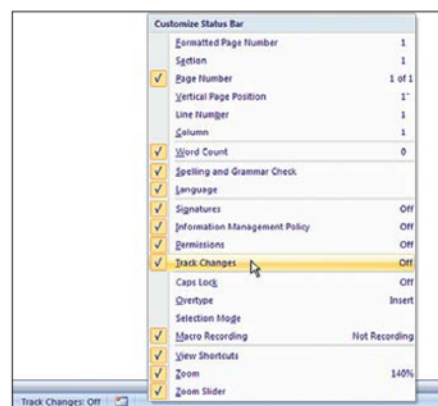 Customize Status Bar
Formatted Page Number 1
Section 1
Page Number 1 of 1
Vertical Page Position 1"
Line Number 1
Column 1
Word Count 0
Spelling and Grammar Check
Language
Signatures Off
Information Management Policy Off
Permissions Off
Track Changes Off
Caps Lock Off
Overtype Insert
Selection Mode
Macro Recording Not Recording
View Shortcuts
Zoom 140%
Zoom Slider
Track Changes: Off